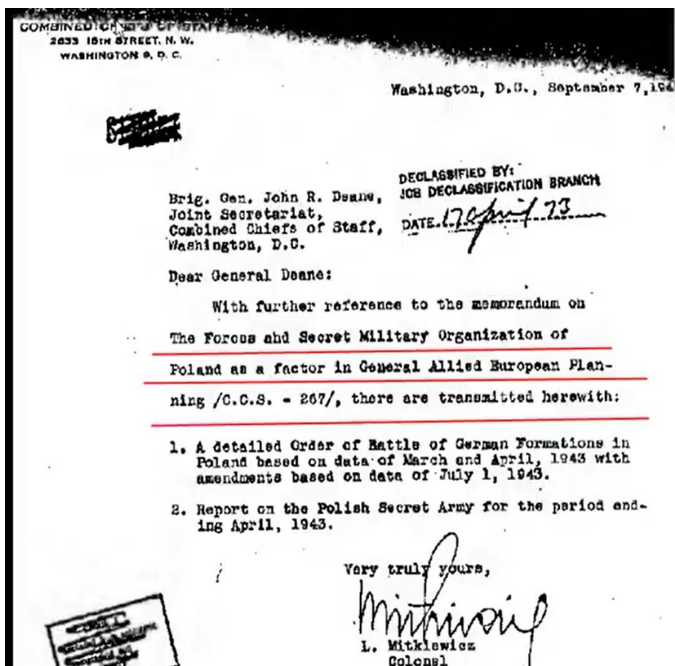 COMBINED CHIEFS OF STAFF
2633 16TH STREET, N. W.
WASHINGTON 9, D. C.
Washington, D.C., September 7,194
DECLASSIFIED BY:
JCS DECLASSIFICATION BRANCH
DATE 17 April 73
Brig. Gen. John R. Deane,
Joint Secretariat,
Combined Chiefs of Staff,
Washington, D.C.
Dear General Deane:
With further reference to the memorandum on
The Forces and Secret Military Organization of
Poland as a factor in General Allied European Plan-
ning /C.C.S. - 267/, there are transmitted herewith:
1. A detailed Order of Battle of German Formations in
Poland based on data of March and April, 1943 with
amendments based on data of July 1, 1943.
2. Report on the Polish Secret Army for the period end-
ing April, 1943.
Very truly yours,
L. Mitkiewicz
Colonel